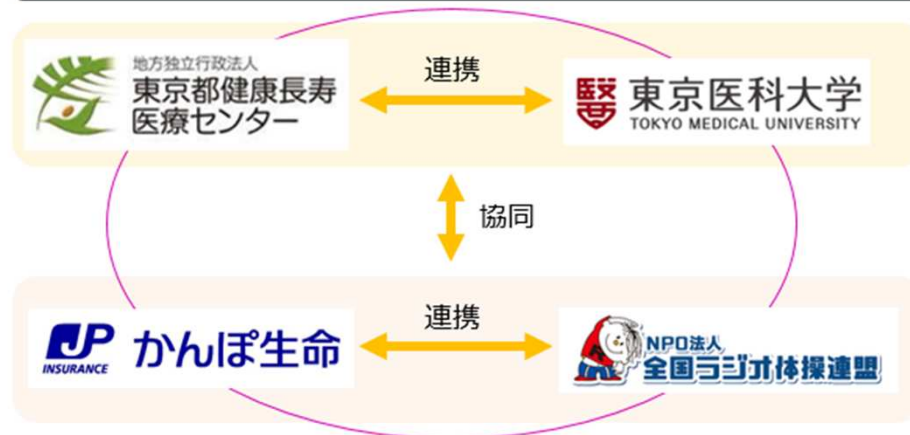 地方独立行政法人
東京都健康長寿
医療センター
連携
医 東京医科大学
TOKYO MEDICAL UNIVERSITY
協同
JP
INSURANCE
かんぽ生命
連携
NPO法人
全国ラジオ体操連盟